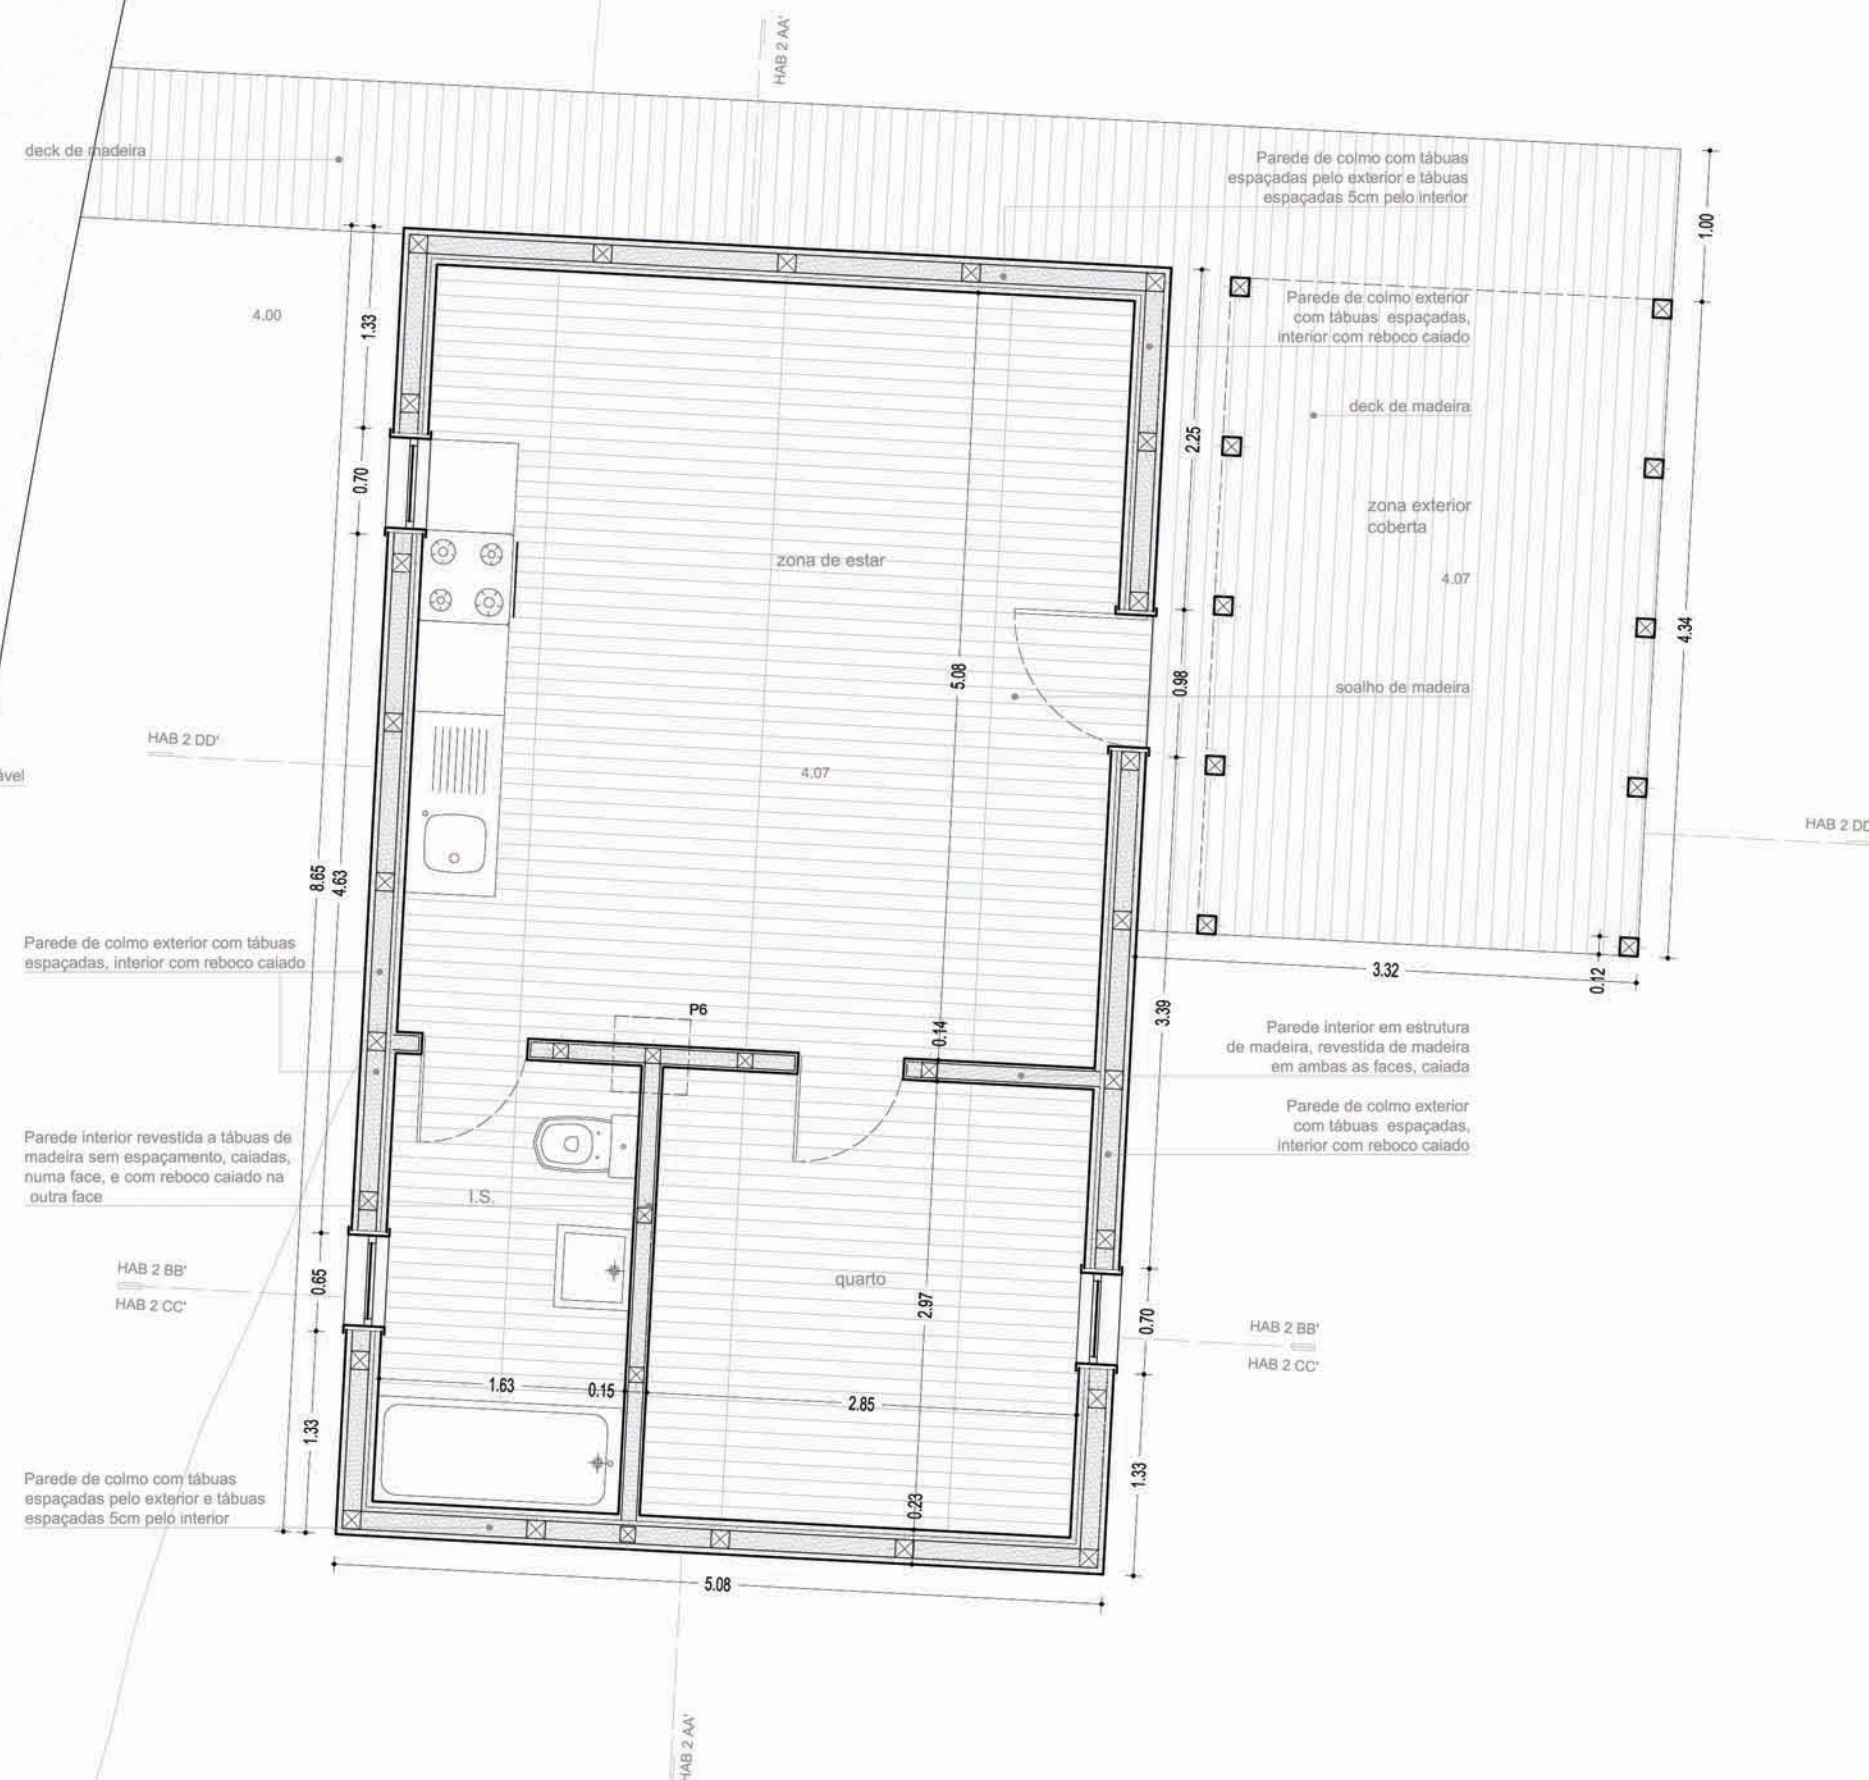 HAB 2 AA'
deck de madeira
Parede de colmo com tábuas
espaçadas pelo exterior e tábuas
espaçadas 5cm pelo interior
1.00
4.00
1.33
Parede de colmo exterior
com tábuas espaçadas,
interior com reboco caiado
deck de madeira
2.25
0.70
zona exterior
coberta
zona de estar
4.07
4.34
5.08
0.98
soalho de madeira
HAB 2 DD'
4.07
8.65
4.63
HAB 2 DD
Parede de colmo exterior com tábuas
espaçadas, interior com reboco caiado
3.32
0.12
P6
0.14
3.39
Parede interior em estrutura
de madeira, revestida de madeira
em ambas as faces, caiada
Parede de colmo exterior
com tábuas espaçadas,
interior com reboco caiado
Parede interior revestida a tábuas de
madeira sem espaçamento, caiadas,
numa face, e com reboco caiado na
outra face
I.S.
HAB 2 BB'
HAB 2 CC'
0.65
quarto
2.97
0.70
HAB 2 BB'
HAB 2 CC'
1.63
0.15
2.85
1.33
1.33
Parede de colmo com tábuas
espaçadas pelo exterior e tábuas
espaçadas 5cm pelo interior
0.23
5.08
HAB 2 AA'